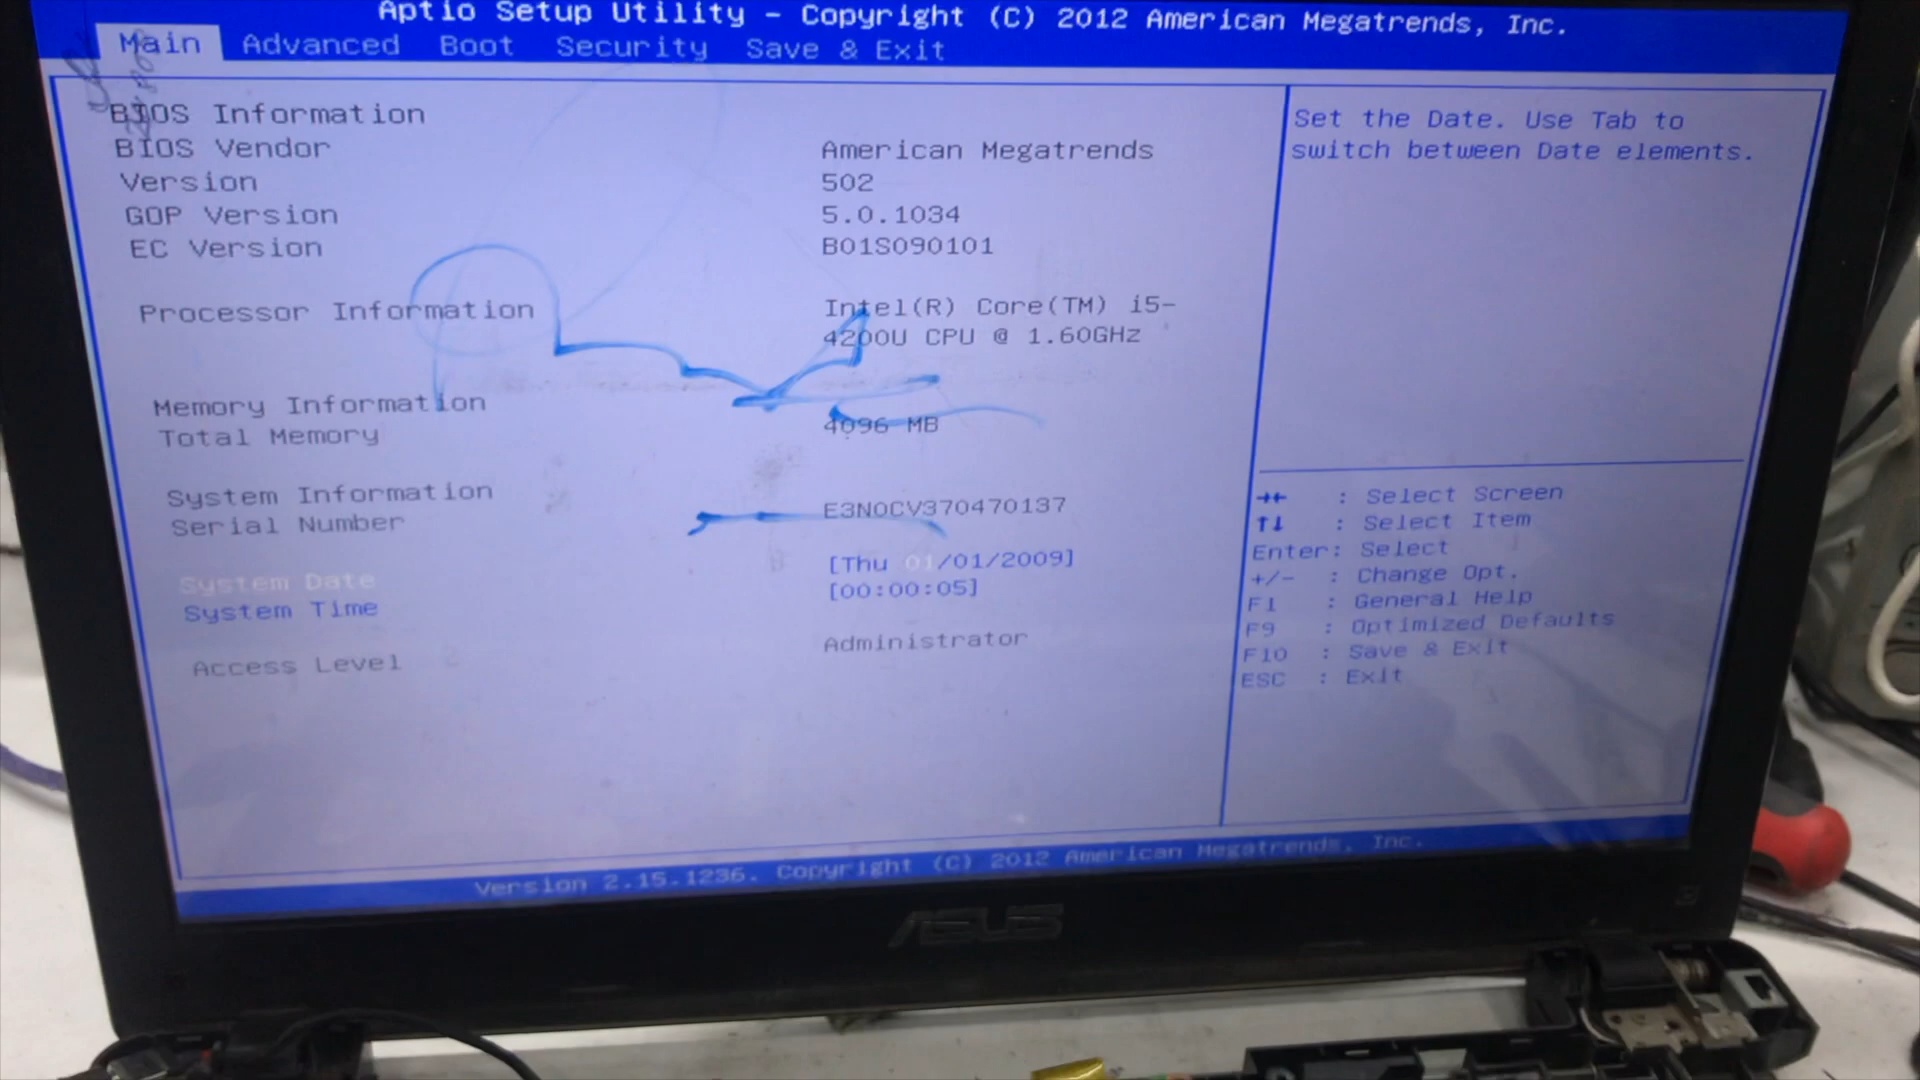 Aptio Setup Utility - Copyright (C) 2012 American Megatrends, Inc.
Main Advanced Boot Security Save & Exit
BIOS Information
BIOS Vendor American Megatrends
Version 502
GOP Version 5.0.1034
EC Version B01S090101
Processor Information Intel(R) Core(TM) i5-
4200U CPU @ 1.60GHz
Memory Information
Total Memory 4096 MB
System Information
Serial Number E3N0CV370470137
System Date [Thu 01/01/2009]
System Time [00:00:05]
Access Level Administrator
Set the Date. Use Tab to
switch between Date elements.
→← : Select Screen
↑↓ : Select Item
Enter: Select
+/- : Change Opt.
F1 : General Help
F9 : Optimized Defaults
F10 : Save & Exit
ESC : Exit
Version 2.15.1236. Copyright (C) 2012 American Megatrends, Inc.
ASUS